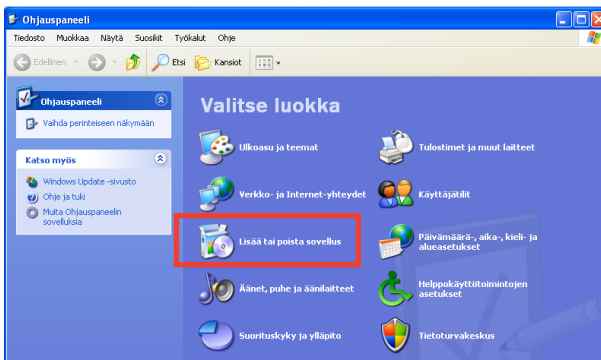 Ohjauspaneeli
Tiedosto Muokkaa Näytä Suosikit Työkalut Ohje
Edellinen Etsi Kansiot
Ohjauspaneeli
Vaihda perinteiseen näkymään
Katso myös
Windows Update -sivusto
Ohje ja tuki
Muita Ohjauspaneelin
sovelluksia
Valitse luokka
Ulkoasu ja teemat
Tulostimet ja muut laitteet
Verkko- ja Internet-yhteydet
Käyttäjätilit
Lisää tai poista sovellus
Päivämäärä-, aika-, kieli- ja
alueasetukset
Äänet, puhe ja äänilaitteet
Helppokäyttötoimintojen
asetukset
Suorituskyky ja ylläpito
Tietoturvakeskus